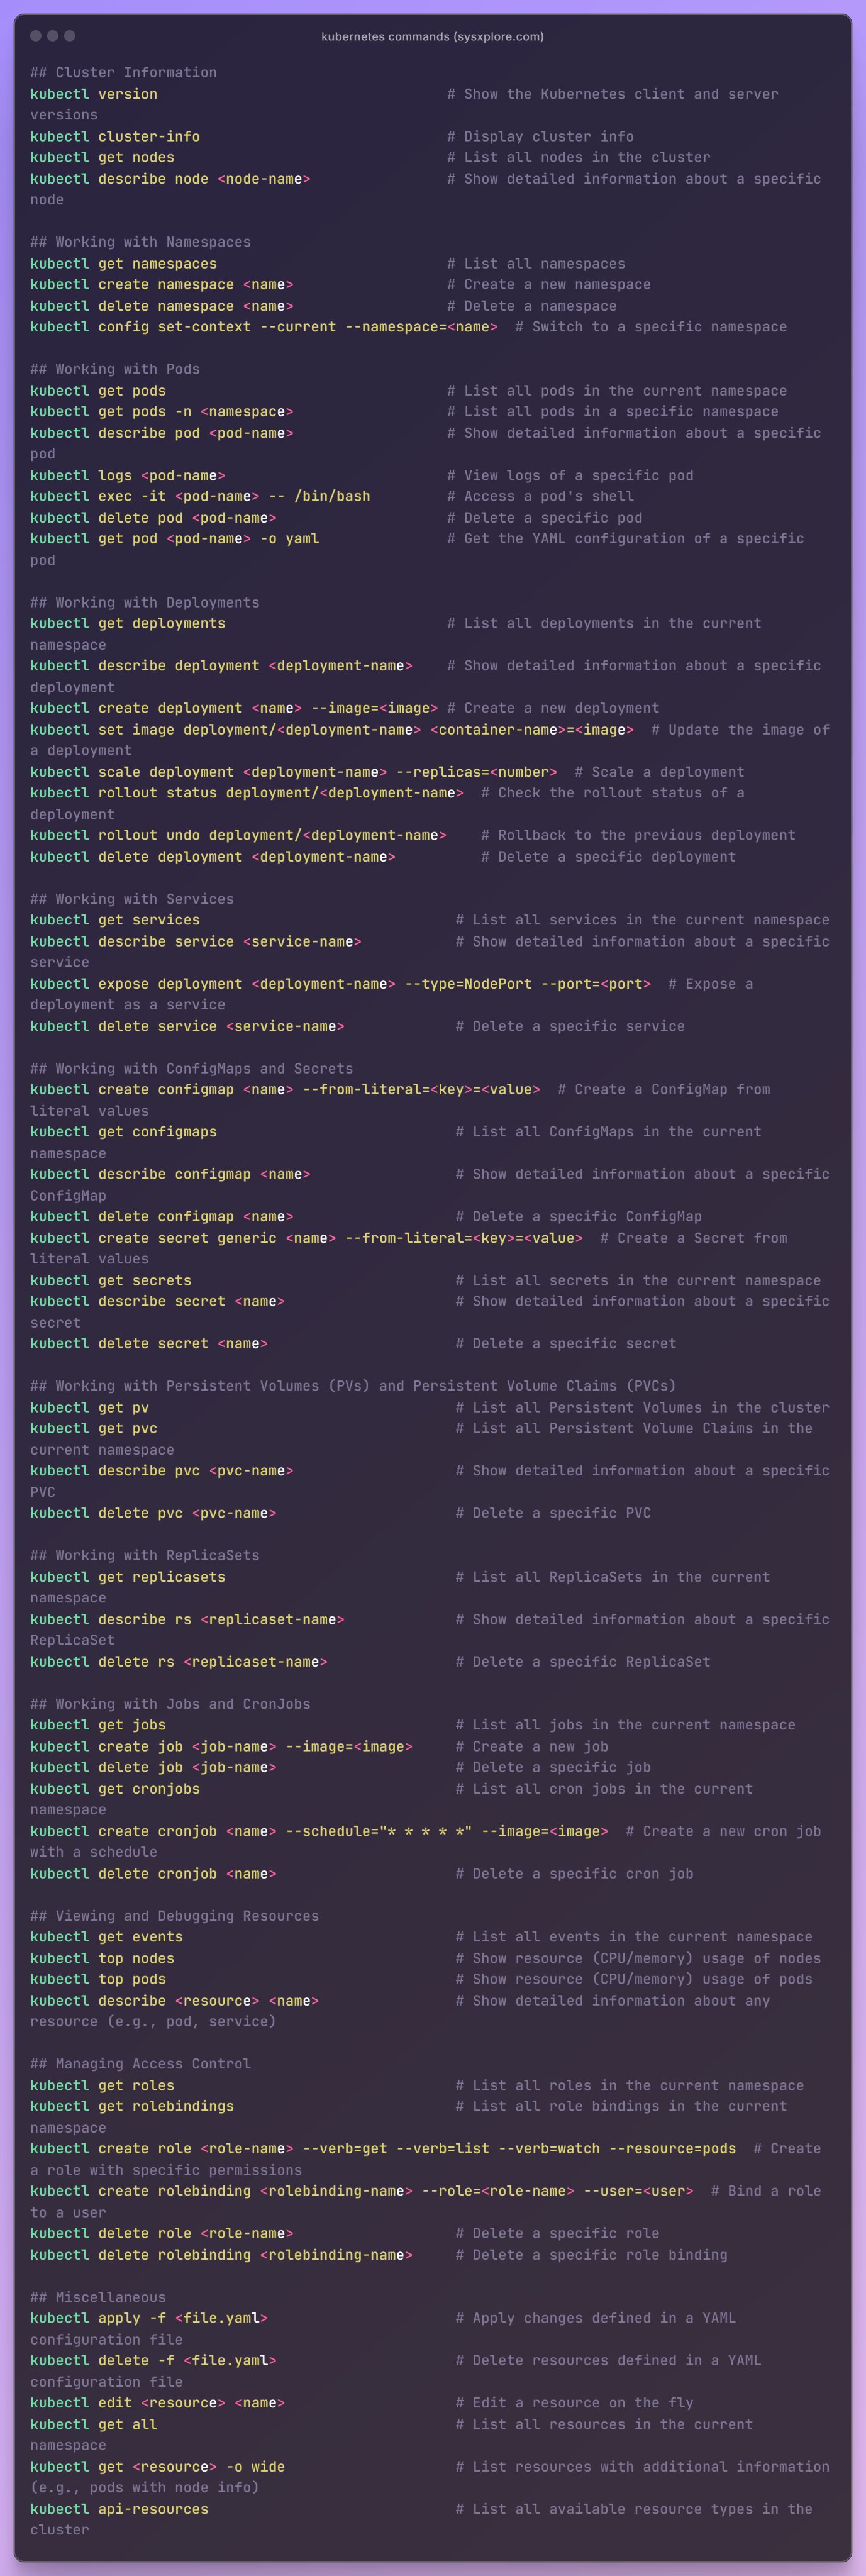 kubernetes commands (sysxplore.com)
## Cluster Information
kubectl version # Show the Kubernetes client and server
versions
kubectl cluster-info # Display cluster info
kubectl get nodes # List all nodes in the cluster
kubectl describe node <node-name> # Show detailed information about a specific
node
## Working with Namespaces
kubectl get namespaces # List all namespaces
kubectl create namespace <name> # Create a new namespace
kubectl delete namespace <name> # Delete a namespace
kubectl config set-context --current --namespace=<name> # Switch to a specific namespace
## Working with Pods
kubectl get pods # List all pods in the current namespace
kubectl get pods -n <namespace> # List all pods in a specific namespace
kubectl describe pod <pod-name> # Show detailed information about a specific
pod
kubectl logs <pod-name> # View logs of a specific pod
kubectl exec -it <pod-name> -- /bin/bash # Access a pod's shell
kubectl delete pod <pod-name> # Delete a specific pod
kubectl get pod <pod-name> -o yaml # Get the YAML configuration of a specific
pod
## Working with Deployments
kubectl get deployments # List all deployments in the current
namespace
kubectl describe deployment <deployment-name> # Show detailed information about a specific
deployment
kubectl create deployment <name> --image=<image> # Create a new deployment
kubectl set image deployment/<deployment-name> <container-name>=<image> # Update the image of
a deployment
kubectl scale deployment <deployment-name> --replicas=<number> # Scale a deployment
kubectl rollout status deployment/<deployment-name> # Check the rollout status of a
deployment
kubectl rollout undo deployment/<deployment-name> # Rollback to the previous deployment
kubectl delete deployment <deployment-name> # Delete a specific deployment
## Working with Services
kubectl get services # List all services in the current namespace
kubectl describe service <service-name> # Show detailed information about a specific
service
kubectl expose deployment <deployment-name> --type=NodePort --port=<port> # Expose a
deployment as a service
kubectl delete service <service-name> # Delete a specific service
## Working with ConfigMaps and Secrets
kubectl create configmap <name> --from-literal=<key>=<value> # Create a ConfigMap from
literal values
kubectl get configmaps # List all ConfigMaps in the current
namespace
kubectl describe configmap <name> # Show detailed information about a specific
ConfigMap
kubectl delete configmap <name> # Delete a specific ConfigMap
kubectl create secret generic <name> --from-literal=<key>=<value> # Create a Secret from
literal values
kubectl get secrets # List all secrets in the current namespace
kubectl describe secret <name> # Show detailed information about a specific
secret
kubectl delete secret <name> # Delete a specific secret
## Working with Persistent Volumes (PVs) and Persistent Volume Claims (PVCs)
kubectl get pv # List all Persistent Volumes in the cluster
kubectl get pvc # List all Persistent Volume Claims in the
current namespace
kubectl describe pvc <pvc-name> # Show detailed information about a specific
PVC
kubectl delete pvc <pvc-name> # Delete a specific PVC
## Working with ReplicaSets
kubectl get replicasets # List all ReplicaSets in the current
namespace
kubectl describe rs <replicaset-name> # Show detailed information about a specific
ReplicaSet
kubectl delete rs <replicaset-name> # Delete a specific ReplicaSet
## Working with Jobs and CronJobs
kubectl get jobs # List all jobs in the current namespace
kubectl create job <job-name> --image=<image> # Create a new job
kubectl delete job <job-name> # Delete a specific job
kubectl get cronjobs # List all cron jobs in the current
namespace
kubectl create cronjob <name> --schedule="* * * * *" --image=<image> # Create a new cron job
with a schedule
kubectl delete cronjob <name> # Delete a specific cron job
## Viewing and Debugging Resources
kubectl get events # List all events in the current namespace
kubectl top nodes # Show resource (CPU/memory) usage of nodes
kubectl top pods # Show resource (CPU/memory) usage of pods
kubectl describe <resource> <name> # Show detailed information about any
resource (e.g., pod, service)
## Managing Access Control
kubectl get roles # List all roles in the current namespace
kubectl get rolebindings # List all role bindings in the current
namespace
kubectl create role <role-name> --verb=get --verb=list --verb=watch --resource=pods # Create
a role with specific permissions
kubectl create rolebinding <rolebinding-name> --role=<role-name> --user=<user> # Bind a role
to a user
kubectl delete role <role-name> # Delete a specific role
kubectl delete rolebinding <rolebinding-name> # Delete a specific role binding
## Miscellaneous
kubectl apply -f <file.yaml> # Apply changes defined in a YAML
configuration file
kubectl delete -f <file.yaml> # Delete resources defined in a YAML
configuration file
kubectl edit <resource> <name> # Edit a resource on the fly
kubectl get all # List all resources in the current
namespace
kubectl get <resource> -o wide # List resources with additional information
(e.g., pods with node info)
kubectl api-resources # List all available resource types in the
cluster